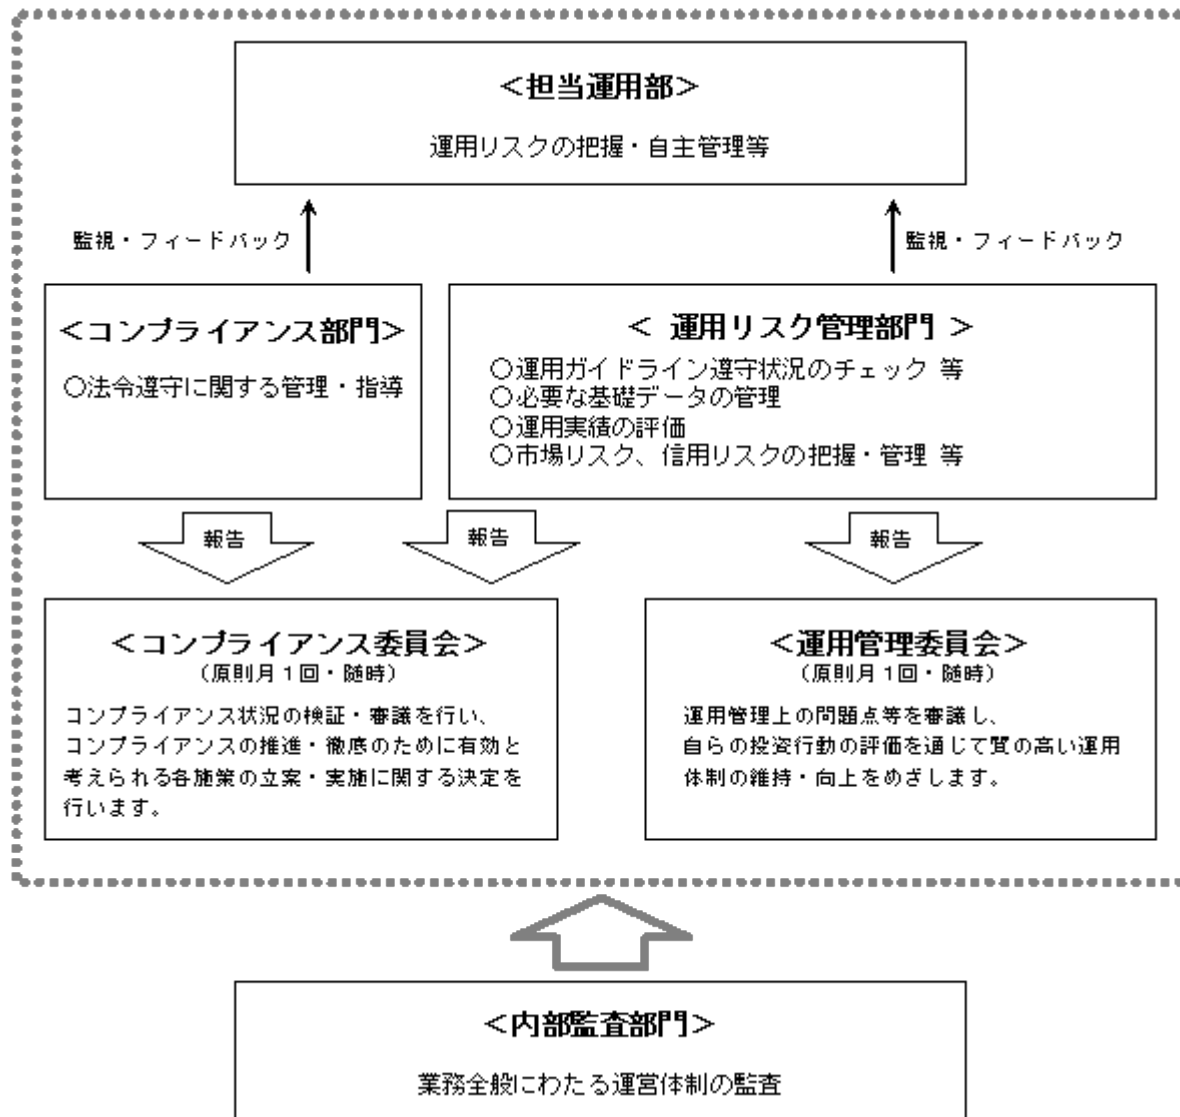 ＜担当運用部＞
運用リスクの把握・自主管理等
監視・フィードバック
監視・フィードバック
＜コンプライアンス部門＞
○法令遵守に関する管理・指導
＜ 運用リスク管理部門 ＞
○運用ガイドライン遵守状況のチェック 等
○必要な基礎データの管理
○運用実績の評価
○市場リスク、信用リスクの把握・管理 等
報告
報告
報告
＜コンプライアンス委員会＞
（原則月１回・随時）
コンプライアンス状況の検証・審議を行い、
コンプライアンスの推進・徹底のために有効と
考えられる各施策の立案・実施に関する決定を
行います。
＜運用管理委員会＞
（原則月１回・随時）
運用管理上の問題点等を審議し、
自らの投資行動の評価を通じて質の高い運用
体制の維持・向上をめざします。
＜内部監査部門＞
業務全般にわたる運営体制の監査